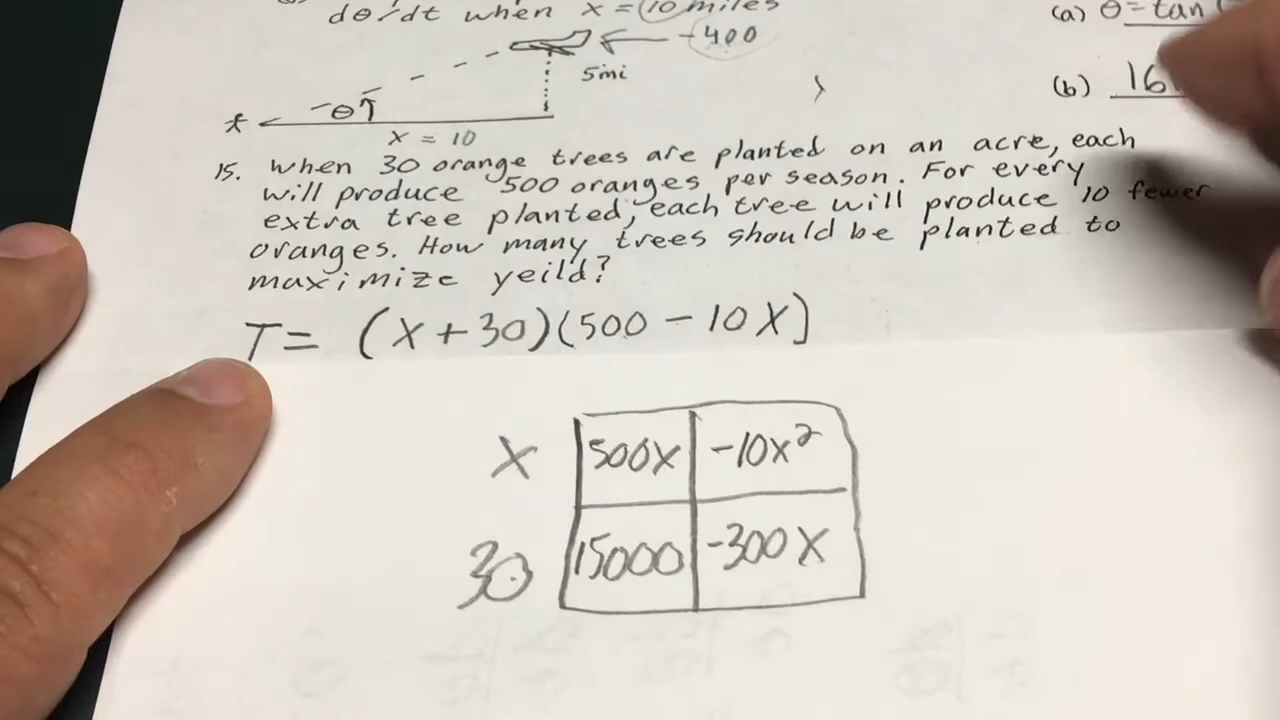 dθ/dt when x = 10 miles
(a) θ = tan
-400
5mi
(b) 16
θ
x = 10
15. When 30 orange trees are planted on an acre, each
will produce 500 oranges per season. For every
extra tree planted, each tree will produce 10 fewer
oranges. How many trees should be planted to
maximize yeild?
T = (x+30)(500 - 10x]
x 500x -10x²
30 15000 -300x